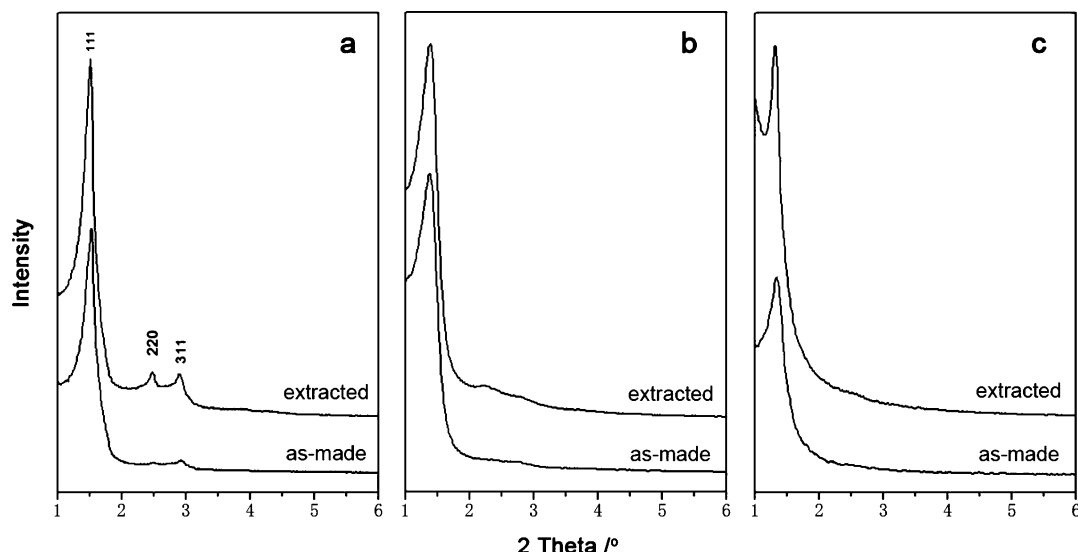 a
111
220
311
extracted
as-made
b
extracted
as-made
c
extracted
as-made
Intensity
1 2 3 4 5 6
1 2 3 4 5 6
1 2 3 4 5 6
2 Theta /º